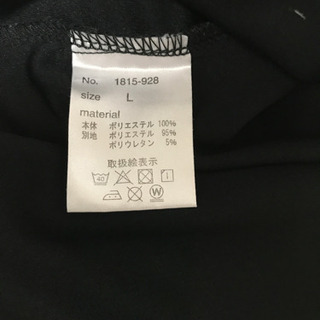 No. 1815-928
size L
material
本体 ポリエステル 100%
別地 ポリエステル 95%
ポリウレタン 5%
取扱絵表示
40
W